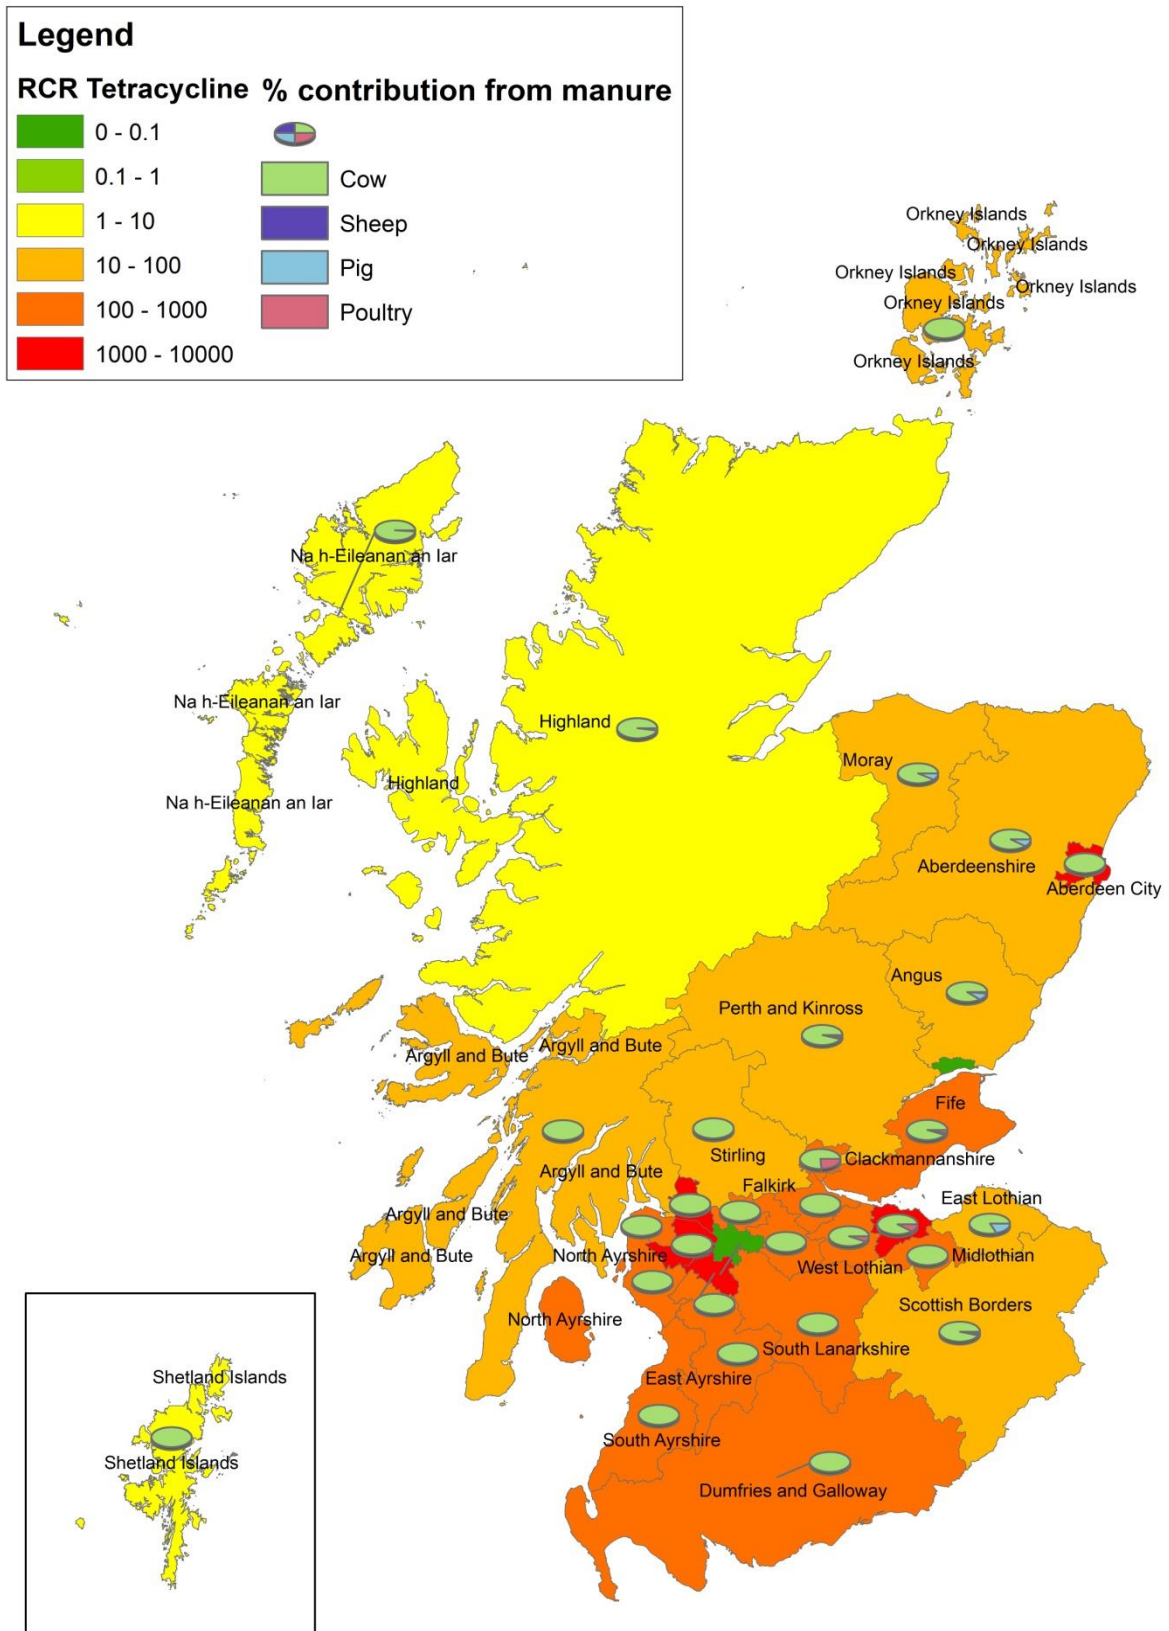 Legend
RCR Tetracycline % contribution from manure
0 - 0.1
0.1 - 1
Cow
1 - 10
Sheep
10 - 100
Pig
100 - 1000
Poultry
1000 - 10000
Orkney Islands
Orkney Islands
Orkney Islands
Orkney Islands
Orkney Islands
Orkney Islands
Na h-Eileanan an Iar
Na h-Eileanan an Iar
Highland
Moray
Highland
Na h-Eileanan an Iar
Aberdeenshire
Aberdeen City
Angus
Perth and Kinross
Argyll and Bute
Argyll and Bute
Fife
Stirling
Clackmannanshire
Argyll and Bute
Falkirk
East Lothian
Argyll and Bute
Argyll and Bute
North Ayrshire
Midlothian
West Lothian
Scottish Borders
North Ayrshire
South Lanarkshire
East Ayrshire
Shetland Islands
South Ayrshire
Shetland Islands
Dumfries and Galloway